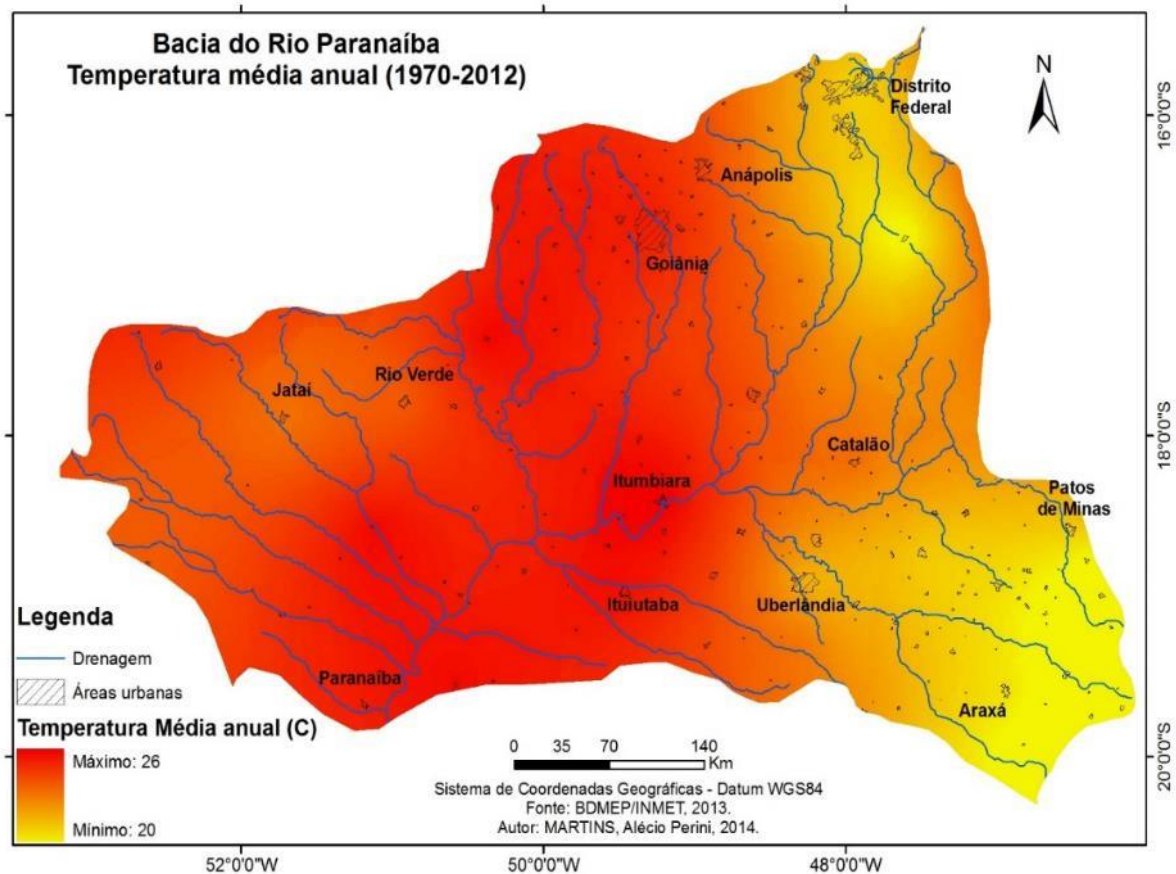 Bacia do Rio Paranaíba
Temperatura média anual (1970-2012)
N
Distrito
Federal
16°0'0"S
Anápolis
Goiânia
Jataí
Rio Verde
Catalão
18°0'0"S
Itumbiara
Patos
de Minas
Ituiutaba
Uberlândia
Legenda
Drenagem
Áreas urbanas
Paranaíba
Araxá
Temperatura Média anual (C)
Máximo: 26
Mínimo: 20
0 35 70 140
Km
20°0'0"S
Sistema de Coordenadas Geográficas - Datum WGS84
Fonte: BDMEP/INMET, 2013.
Autor: MARTINS, Alécio Perini, 2014.
52°0'0"W 50°0'0"W 48°0'0"W